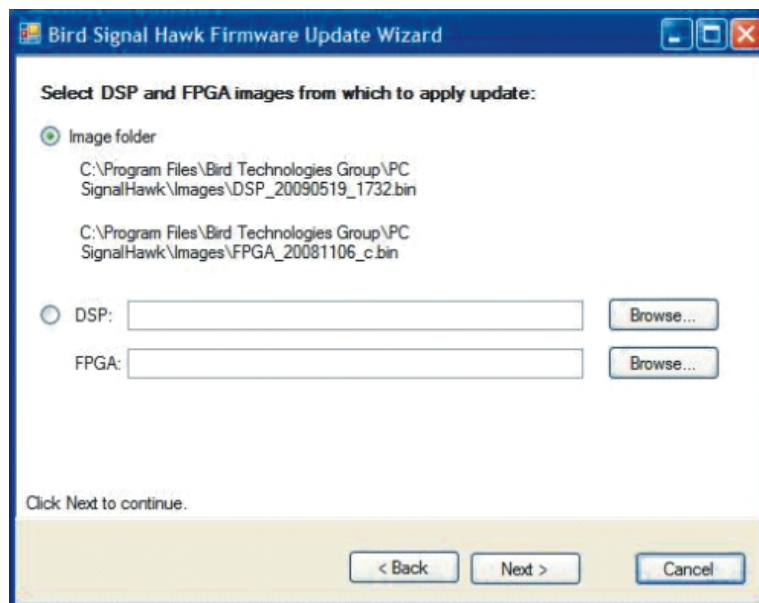 Bird Signal Hawk Firmware Update Wizard
Select DSP and FPGA images from which to apply update:
Image folder
C:\Program Files\Bird Technologies Group\PC
SignalHawk\Images\DSP_20090519_1732.bin
C:\Program Files\Bird Technologies Group\PC
SignalHawk\Images\FPGA_20081106_c.bin
DSP:
Browse...
FPGA:
Browse...
Click Next to continue.
< Back
Next >
Cancel